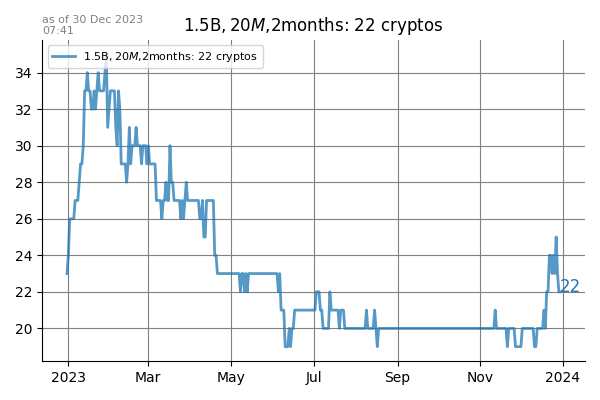 as of 30 Dec 2023
07:41
1.5B, 20M,2months: 22 cryptos
1.5B, 20M,2months: 22 cryptos
34
32
30
28
26
24
22
20
22
2023
Mar
May
Jul
Sep
Nov
2024